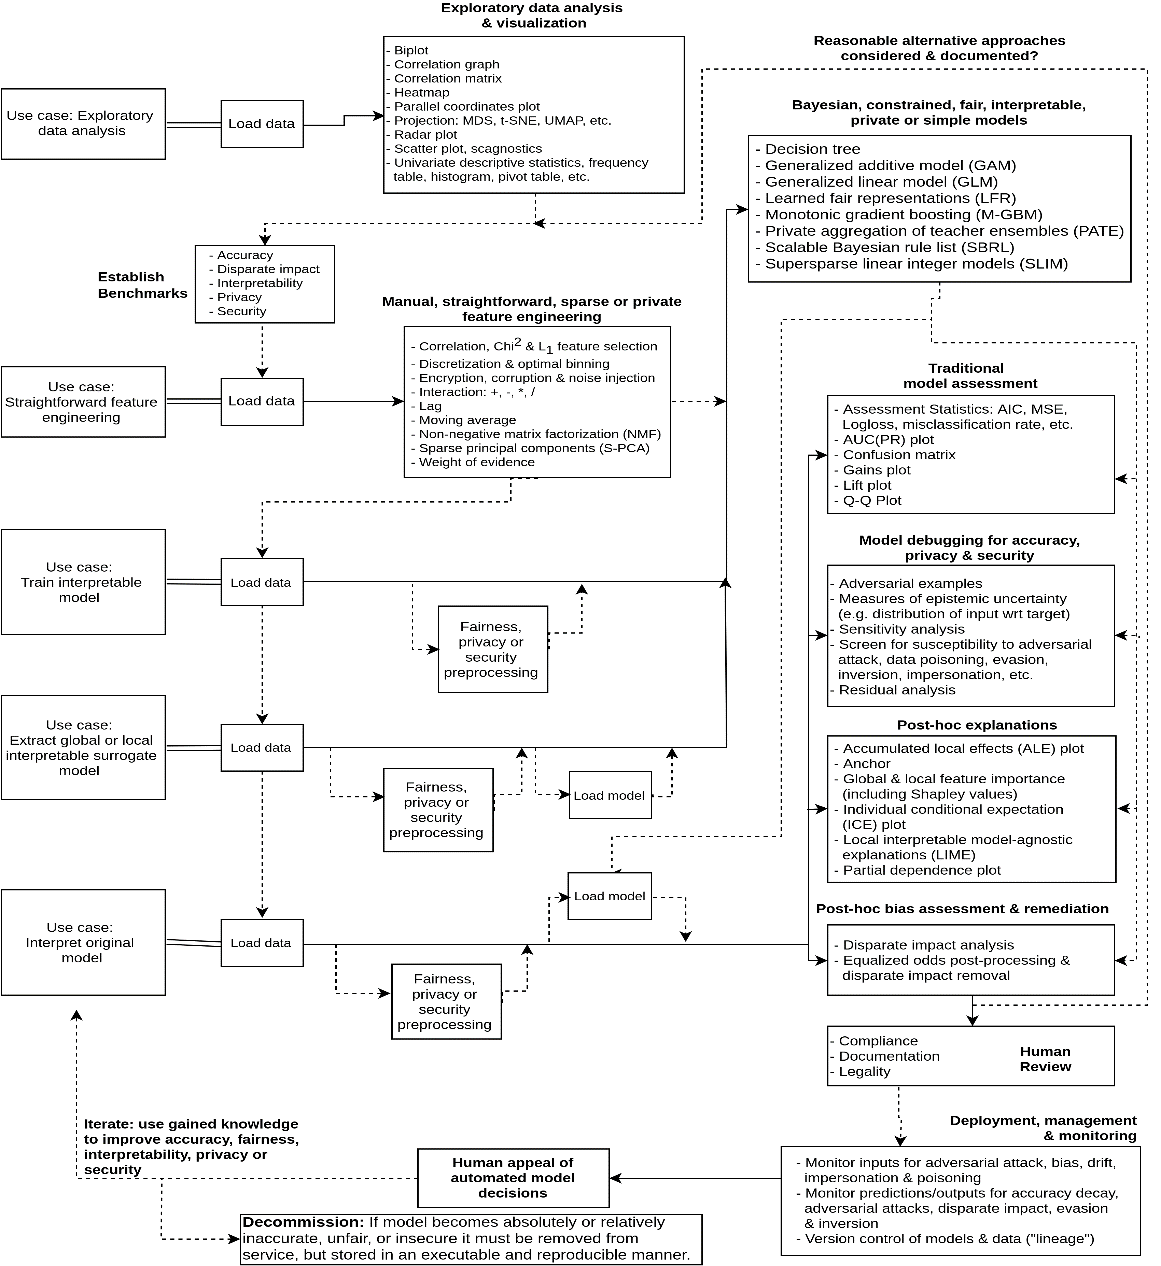 Exploratory data analysis
& visualization
- Biplot
- Correlation graph
- Correlation matrix
- Heatmap
- Parallel coordinates plot
- Projection: MDS, t-SNE, UMAP, etc.
- Radar plot
- Scatter plot, scagnostics
- Univariate descriptive statistics, frequency
table, histogram, pivot table, etc.
Use case: Exploratory
data analysis
Load data
Reasonable alternative approaches
considered & documented?
Bayesian, constrained, fair, interpretable,
private or simple models
- Decision tree
- Generalized additive model (GAM)
- Generalized linear model (GLM)
- Learned fair representations (LFR)
- Monotonic gradient boosting (M-GBM)
- Private aggregation of teacher ensembles (PATE)
- Scalable Bayesian rule list (SBRL)
- Supersparse linear integer models (SLIM)
Establish
Benchmarks
- Accuracy
- Disparate impact
- Interpretability
- Privacy
- Security
Manual, straightforward, sparse or private
feature engineering
- Correlation, Chi2 & L1 feature selection
- Discretization & optimal binning
- Encryption, corruption & noise injection
- Interaction: +, -, *, /
- Lag
- Moving average
- Non-negative matrix factorization (NMF)
- Sparse principal components (S-PCA)
- Weight of evidence
Use case:
Straightforward feature
engineering
Load data
Traditional
model assessment
- Assessment Statistics: AIC, MSE,
Logloss, misclassification rate, etc.
- AUC(PR) plot
- Confusion matrix
- Gains plot
- Lift plot
- Q-Q Plot
Use case:
Train interpretable
model
Load data
Fairness,
privacy or
security
preprocessing
Model debugging for accuracy,
privacy & security
- Adversarial examples
- Measures of epistemic uncertainty
(e.g. distribution of input wrt target)
- Sensitivity analysis
- Screen for susceptibility to adversarial
attack, data poisoning, evasion,
inversion, impersonation, etc.
- Residual analysis
Use case:
Extract global or local
interpretable surrogate
model
Load data
Fairness,
privacy or
security
preprocessing
Load model
Post-hoc explanations
- Accumulated local effects (ALE) plot
- Anchor
- Global & local feature importance
(including Shapley values)
- Individual conditional expectation
(ICE) plot
- Local interpretable model-agnostic
explanations (LIME)
- Partial dependence plot
Use case:
Interpret original
model
Load data
Load model
Fairness,
privacy or
security
preprocessing
Post-hoc bias assessment & remediation
- Disparate impact analysis
- Equalized odds post-processing &
disparate impact removal
- Compliance
- Documentation
- Legality
Human
Review
Deployment, management
& monitoring
- Monitor inputs for adversarial attack, bias, drift,
impersonation & poisoning
- Monitor predictions/outputs for accuracy decay,
adversarial attacks, disparate impact, evasion
& inversion
- Version control of models & data ("lineage")
Human appeal of
automated model
decisions
Iterate: use gained knowledge
to improve accuracy, fairness,
interpretability, privacy or
security
Decommission: If model becomes absolutely or relatively
inaccurate, unfair, or insecure it must be removed from
service, but stored in an executable and reproducible manner.